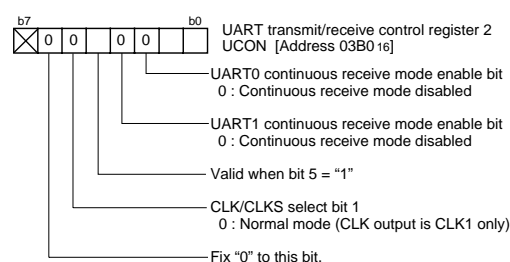 b7 b0
0 0 0 0
UART transmit/receive control register 2
UCON [Address 03B0 16]
UART0 continuous receive mode enable bit
0 : Continuous receive mode disabled
UART1 continuous receive mode enable bit
0 : Continuous receive mode disabled
Valid when bit 5 = “1”
CLK/CLKS select bit 1
0 : Normal mode (CLK output is CLK1 only)
Fix “0” to this bit.